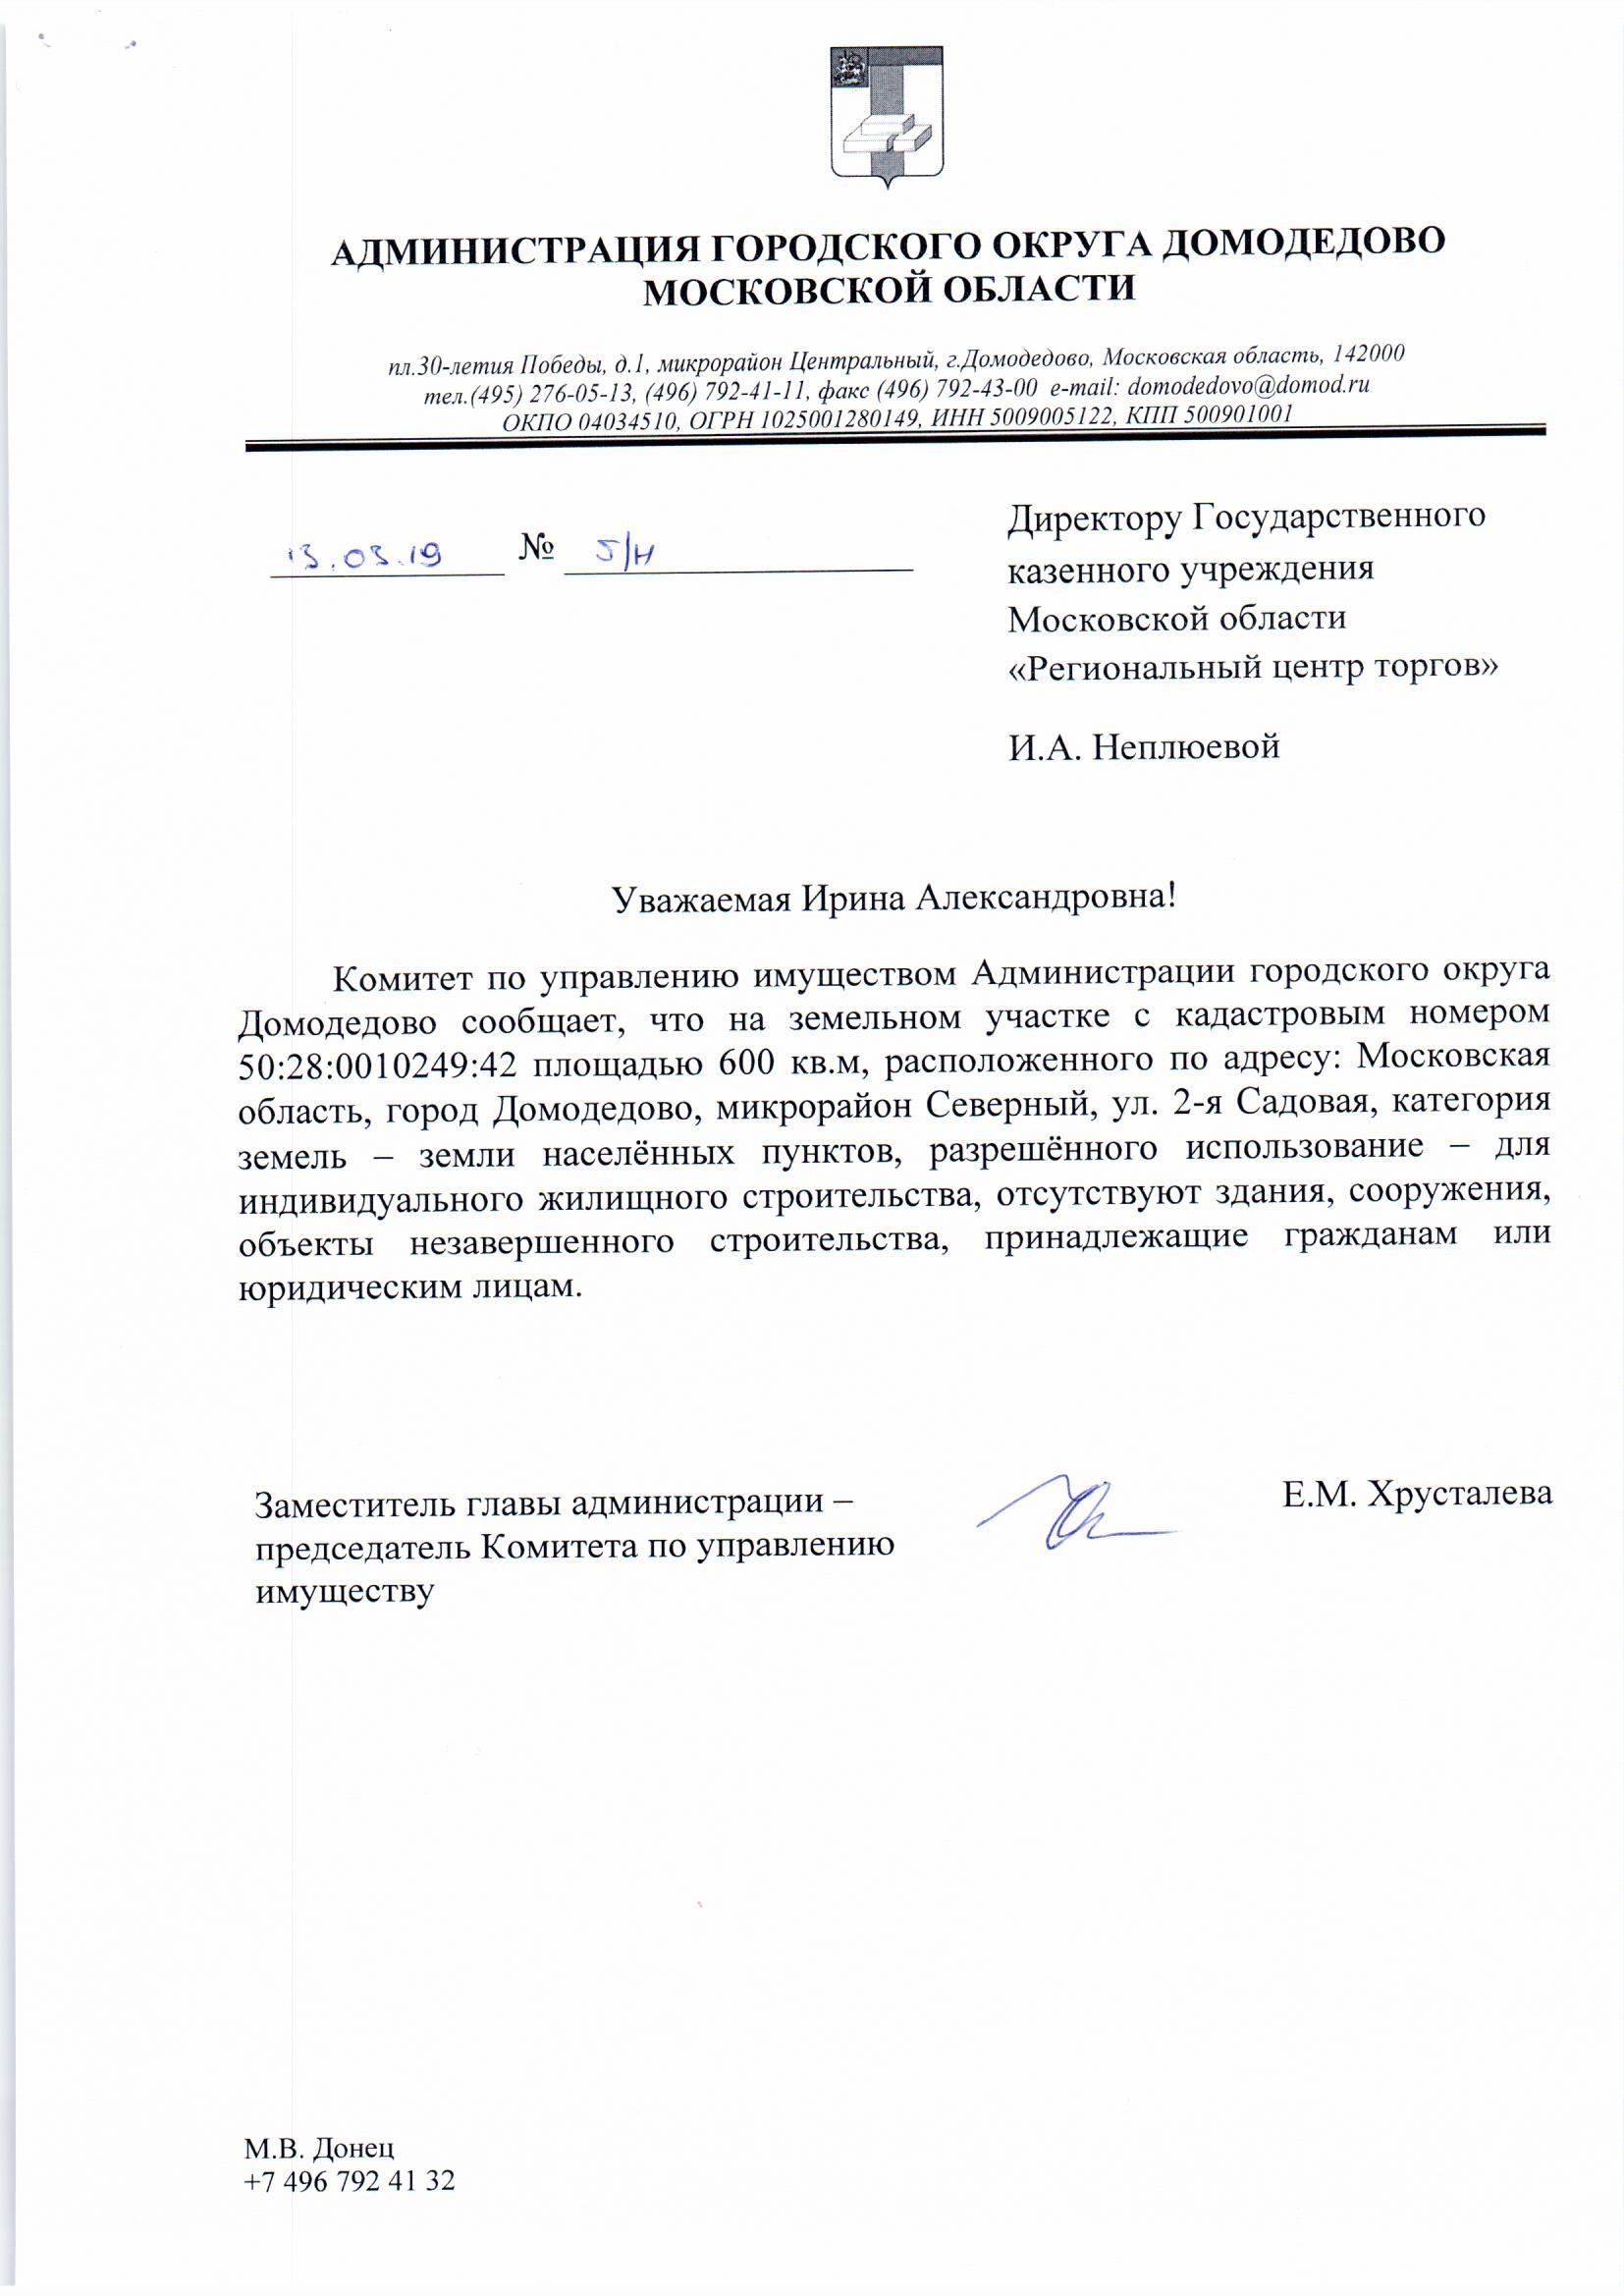 АДМИНИСТРАЦИЯ ГОРОДСКОГО ОКРУГА ДОМОДЕДОВО
МОСКОВСКОЙ ОБЛАСТИ
пл.30-летия Победы, д.1, микрорайон Центральный, г.Домодедово, Московская область, 142000
тел.(495) 276-05-13, (496) 792-41-11, факс (496) 792-43-00 e-mail: domodedovo@domod.ru
ОКПО 04034510, ОГРН 1025001280149, ИНН 5009005122, КПП 500901001
13.03.19 № Б/Н
Директору Государственного
казенного учреждения
Московской области
«Региональный центр торгов»
И.А. Неплюевой
Уважаемая Ирина Александровна!
Комитет по управлению имуществом Администрации городского округа
Домодедово сообщает, что на земельном участке с кадастровым номером
50:28:0010249:42 площадью 600 кв.м, расположенного по адресу: Московская
область, город Домодедово, микрорайон Северный, ул. 2-я Садовая, категория
земель – земли населённых пунктов, разрешённого использование – для
индивидуального жилищного строительства, отсутствуют здания, сооружения,
объекты незавершенного строительства, принадлежащие гражданам или
юридическим лицам.
Заместитель главы администрации –
председатель Комитета по управлению
имуществу
Е.М. Хрусталева
М.В. Донец
+7 496 792 41 32